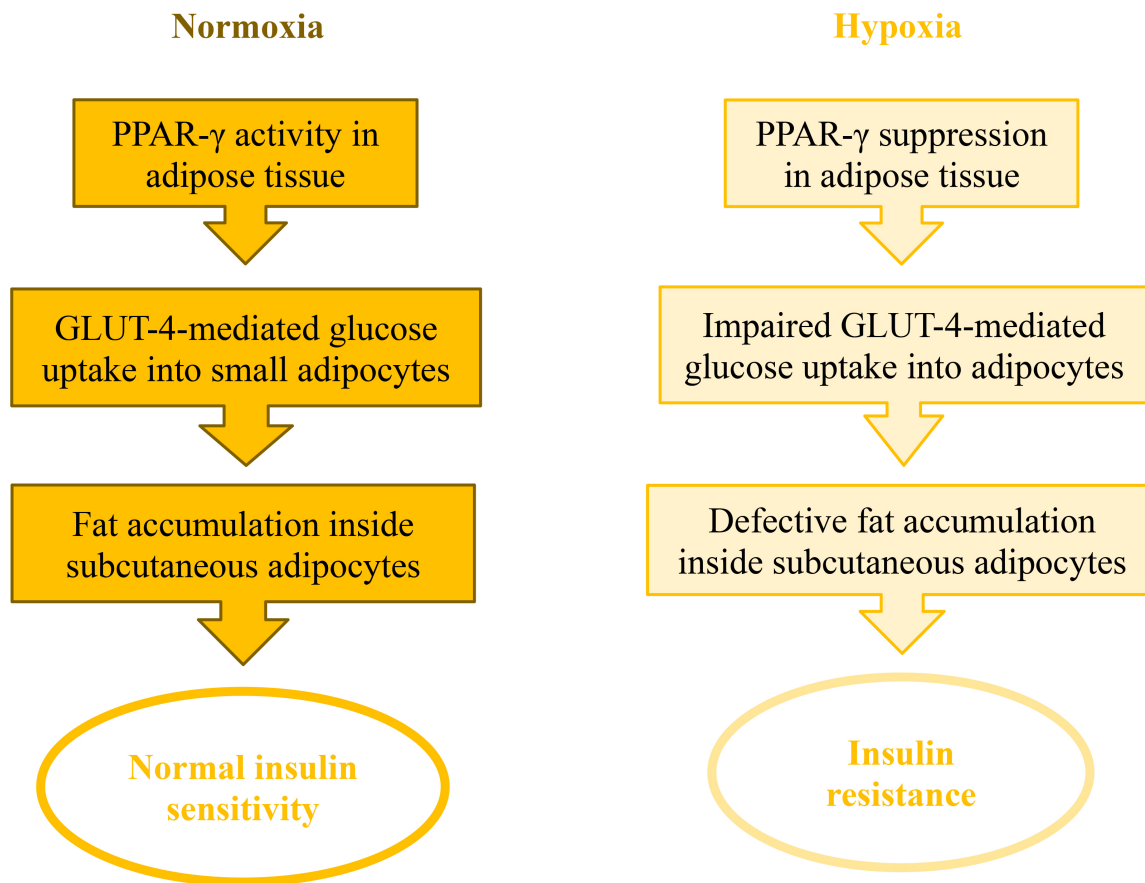 Normoxia
PPAR-γ activity in
adipose tissue
GLUT-4-mediated glucose
uptake into small adipocytes
Fat accumulation inside
subcutaneous adipocytes
Normal insulin
sensitivity
Hypoxia
PPAR-γ suppression
in adipose tissue
Impaired GLUT-4-mediated
glucose uptake into adipocytes
Defective fat accumulation
inside subcutaneous adipocytes
Insulin
resistance